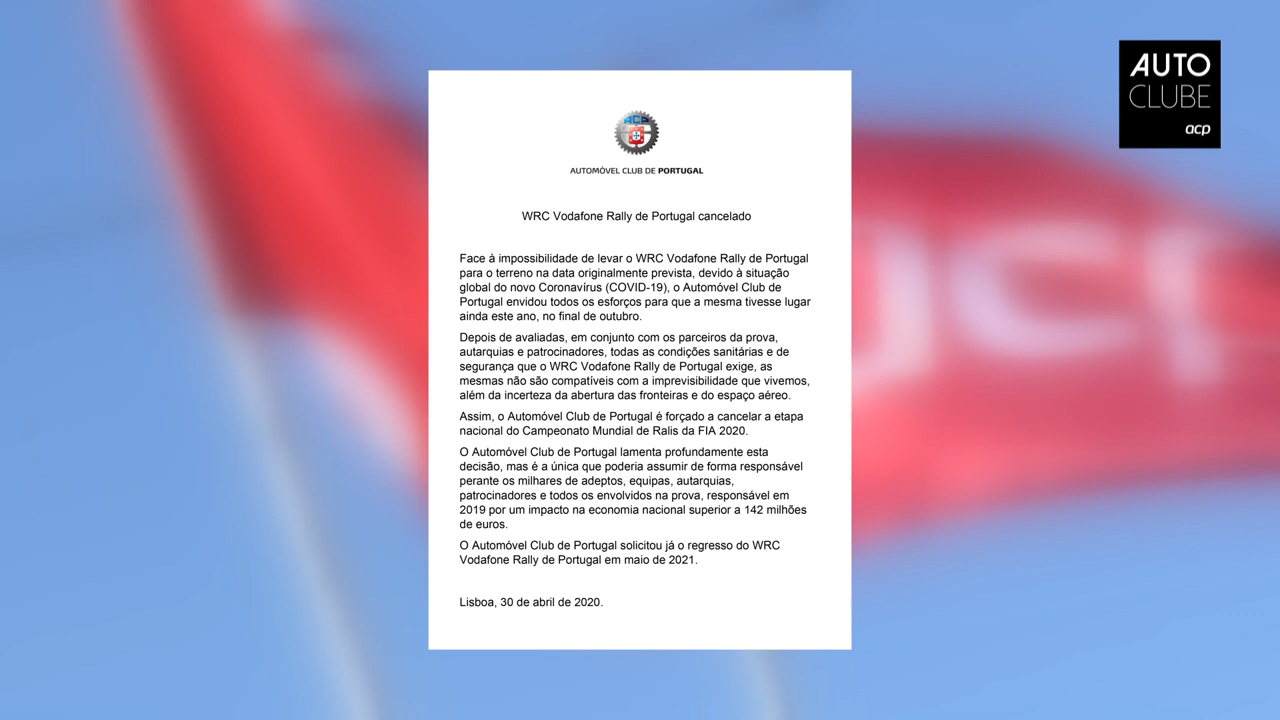 AUTO
CLUBE
acp
ACP
AUTOMÓVEL CLUB DE PORTUGAL
WRC Vodafone Rally de Portugal cancelado
Face à impossibilidade de levar o WRC Vodafone Rally de Portugal
para o terreno na data originalmente prevista, devido à situação
global do novo Coronavírus (COVID-19), o Automóvel Club de
Portugal envidou todos os esforços para que a mesma tivesse lugar
ainda este ano, no final de outubro.
Depois de avaliadas, em conjunto com os parceiros da prova,
autarquias e patrocinadores, todas as condições sanitárias e de
segurança que o WRC Vodafone Rally de Portugal exige, as
mesmas não são compatíveis com a imprevisibilidade que vivemos,
além da incerteza da abertura das fronteiras e do espaço aéreo.
Assim, o Automóvel Club de Portugal é forçado a cancelar a etapa
nacional do Campeonato Mundial de Ralis da FIA 2020.
O Automóvel Club de Portugal lamenta profundamente esta
decisão, mas é a única que poderia assumir de forma responsável
perante os milhares de adeptos, equipas, autarquias,
patrocinadores e todos os envolvidos na prova, responsável em
2019 por um impacto na economia nacional superior a 142 milhões
de euros.
O Automóvel Club de Portugal solicitou já o regresso do WRC
Vodafone Rally de Portugal em maio de 2021.
Lisboa, 30 de abril de 2020.